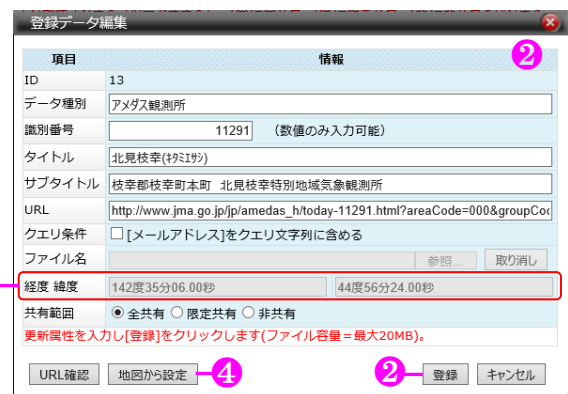 登録データ編集
項目 情報 2
ID 13
データ種別 アメダス観測所
識別番号 11291 (数値のみ入力可能)
タイトル 北見枝幸(ｷﾀﾐｴｻｼ)
サブタイトル 枝幸郡枝幸町本町 北見枝幸特別地域気象観測所
URL http://www.jma.go.jp/jp/amedas_h/today-11291.html?areaCode=000&groupCo
クエリ条件 [メールアドレス]をクエリ文字列に含める
ファイル名 参照... 取り消し
経度 緯度 142度35分06.00秒 44度56分24.00秒
共有範囲 全共有 限定共有 非共有
更新属性を入力し[登録]をクリックします(ファイル容量＝最大20MB)。
URL確認 地図から設定 4 2 登録 キャンセル